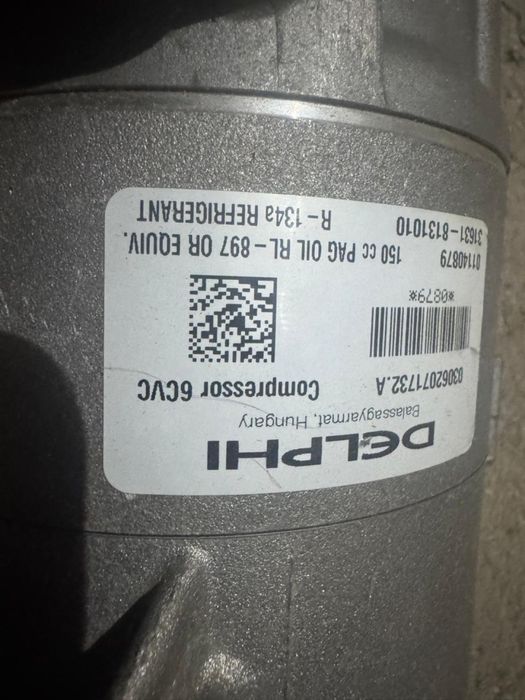 DELPHI
Balassagyarmat, Hungary
03062071732.A
Compressor 6CVC
*0879*
01140879
150 cc PAG OIL RL-897 OR EQUIV.
31631-8131010
R-134a REFRIGERANT